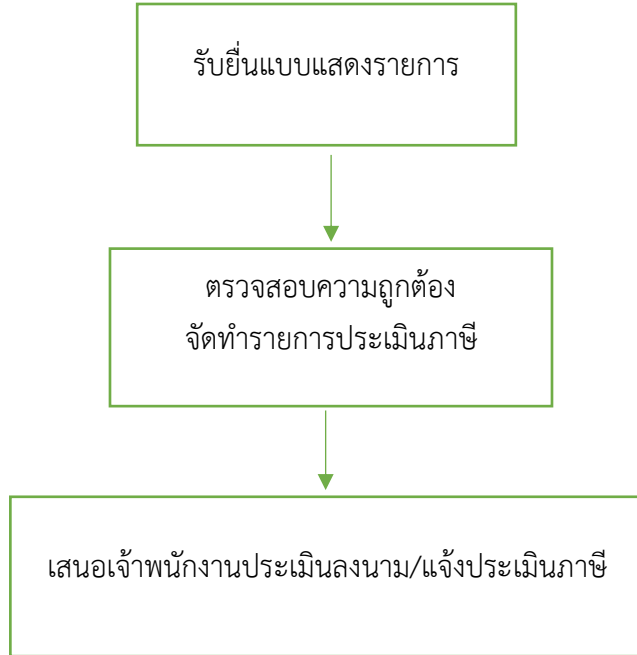 รับยื่นแบบแสดงรายการ
ตรวจสอบความถูกต้อง
จัดทำรายการประเมินภาษี
เสนอเจ้าพนักงานประเมินลงนาม/แจ้งประเมินภาษี